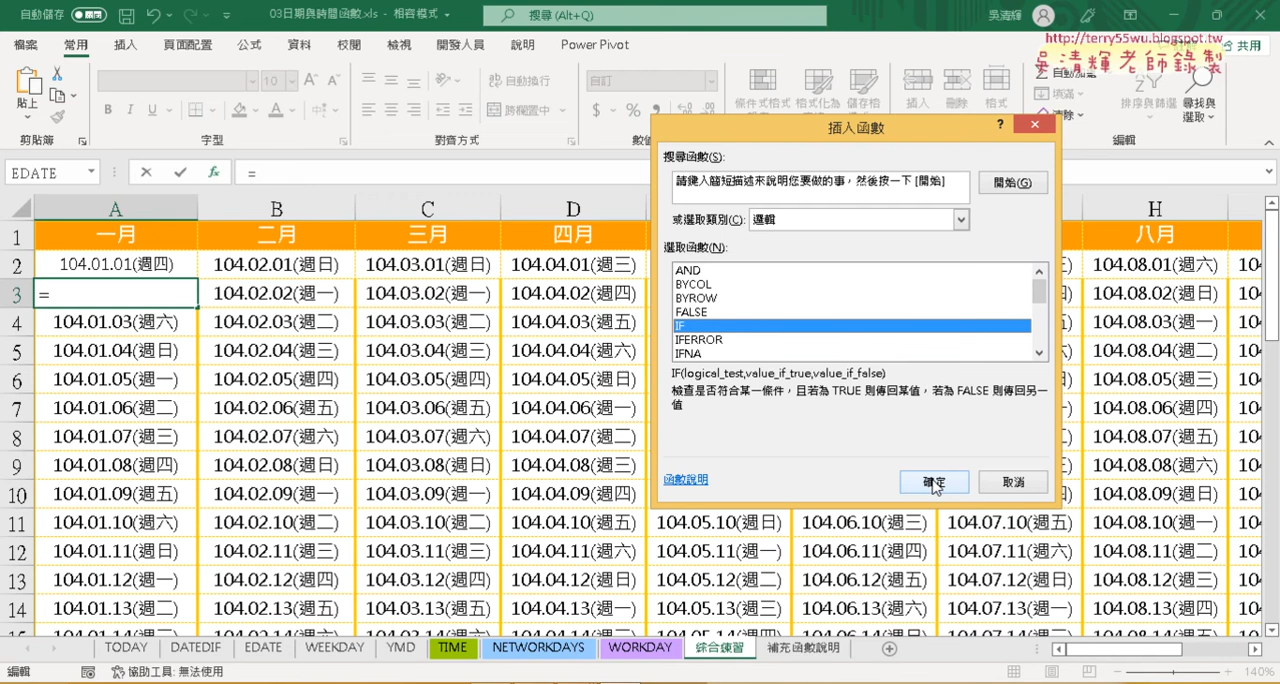 自動儲存
03日期與時間函數.xls - 相容模式
搜尋 (Alt+Q)
吳清輝
http://terry55wu.blogspot.tw
吳清輝老師錄製
檔案 常用 插入 頁面配置 公式 資料 校閱 檢視 開發人員 說明 Power Pivot 共用
貼上
10
自動換行
跨欄置中
自訂
條件式格式 格式化為 儲存格
插入 刪除 格式
填滿
清除
排序與篩選 尋找與
選取
剪貼簿 字型 對齊方式 編輯
EDATE fx =
插入函數
搜尋函數(S):
請鍵入簡短描述來說明您要做的事，然後按一下 [開始]
開始(G)
或選取類別(C): 邏輯
選取函數(N):
AND
BYCOL
BYROW
FALSE
IF
IFERROR
IFNA
IF(logical_test,value_if_true,value_if_false)
檢查是否符合某一條件，且若為 TRUE 則傳回某值，若為 FALSE 則傳回另一
值
函數說明 確定 取消
A B C D H
1 一月 二月 三月 四月 八月
2 104.01.01(週四) 104.02.01(週日) 104.03.01(週日) 104.04.01(週三) 104.08.01(週六)
3 = 104.02.02(週一) 104.03.02(週一) 104.04.02(週四) 104.08.02(週日)
4 104.01.03(週六) 104.02.03(週二) 104.03.03(週二) 104.04.03(週五) 104.08.03(週一)
5 104.01.04(週日) 104.02.04(週三) 104.03.04(週三) 104.04.04(週六) 104.08.04(週二)
6 104.01.05(週一) 104.02.05(週四) 104.03.05(週四) 104.04.05(週日) 104.08.05(週三)
7 104.01.06(週二) 104.02.06(週五) 104.03.06(週五) 104.04.06(週一) 104.08.06(週四)
8 104.01.07(週三) 104.02.07(週六) 104.03.07(週六) 104.04.07(週二) 104.08.07(週五)
9 104.01.08(週四) 104.02.08(週日) 104.03.08(週日) 104.04.08(週三) 104.08.08(週六)
10 104.01.09(週五) 104.02.09(週一) 104.03.09(週一) 104.04.09(週四) 104.08.09(週日)
11 104.01.10(週六) 104.02.10(週二) 104.03.10(週二) 104.04.10(週五) 104.05.10(週日) 104.06.10(週三) 104.07.10(週五) 104.08.10(週一)
12 104.01.11(週日) 104.02.11(週三) 104.03.11(週三) 104.04.11(週六) 104.05.11(週一) 104.06.11(週四) 104.07.11(週六) 104.08.11(週二)
13 104.01.12(週一) 104.02.12(週四) 104.03.12(週四) 104.04.12(週日) 104.05.12(週二) 104.06.12(週五) 104.07.12(週日) 104.08.12(週三)
14 104.01.13(週二) 104.02.13(週五) 104.03.13(週五) 104.04.13(週一) 104.05.13(週三) 104.06.13(週六) 104.07.13(週一) 104.08.13(週四)
TODAY DATEDIF EDATE WEEKDAY YMD TIME NETWORKDAYS WORKDAY 綜合練習 補充函數說明
編輯 協助工具: 無法使用 140%